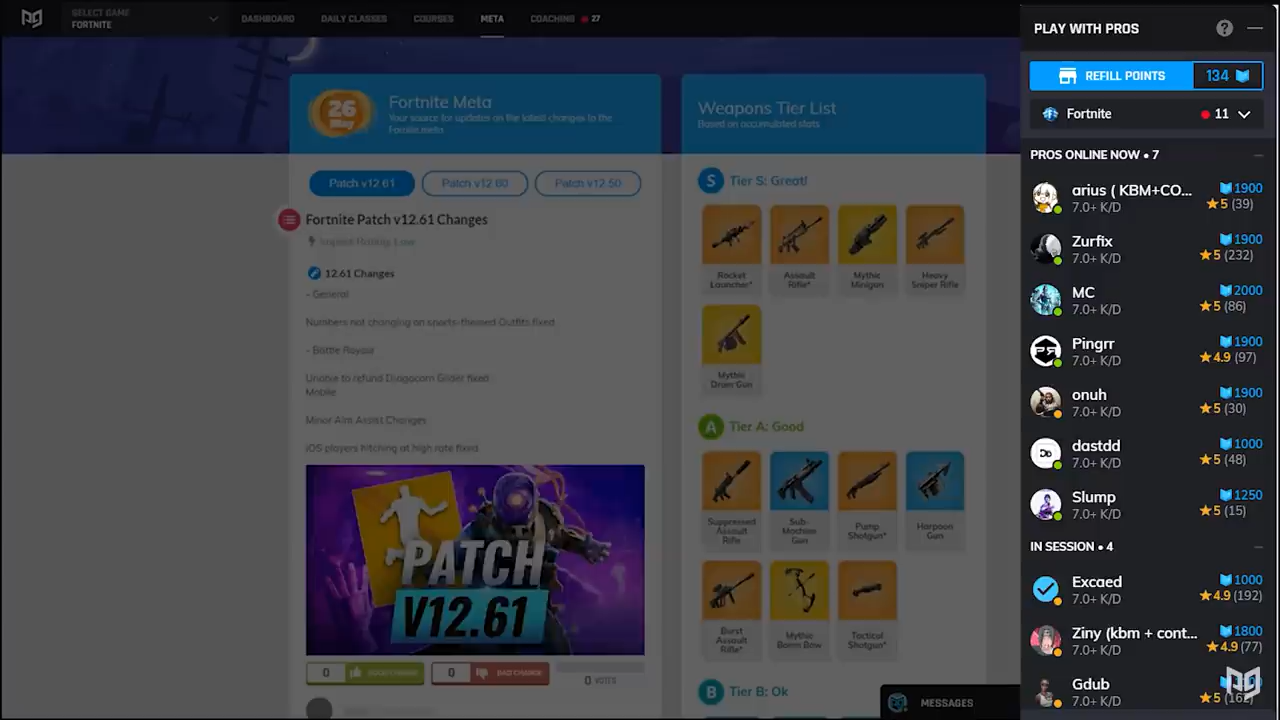 SELECT GAME
FORTNITE
DASHBOARD
DAILY CLASSES
COURSES
META
COACHING
27
26
May
Fortnite Meta
Your source for updates on the latest changes to the
Fornite meta
Patch v12.61
Patch v12.60
Patch v12.50
Fortnite Patch v12.61 Changes
Impact Rating: Low
12.61 Changes
- General
Numbers not changing on sports-themed Outfits fixed
- Battle Royale
Unable to refund Diagacorn Glider fixed
Mobile
Minor Aim Assist Changes
iOS players hitching at high rate fixed
PATCH
V12.61
0
GOOD CHANGE
0
BAD CHANGE
0 VOTES
Weapons Tier List
Based on accumulated stats
S
Tier S: Great!
Rocket
Launcher*
Assault
Rifle*
Mythic
Minigun
Heavy
Sniper Rifle
Mythic
Drum Gun
A
Tier A: Good
Suppressed
Assault
Rifle
Sub-
Machine
Gun
Pump
Shotgun*
Harpoon
Gun
Burst
Assault
Rifle*
Mythic
Boom Bow
Tactical
Shotgun*
B
Tier B: Ok
MESSAGES
PLAY WITH PROS
?
REFILL POINTS
134
Fortnite
11
PROS ONLINE NOW • 7
arius ( KBM+CO... 1900
7.0+ K/D 5 (39)
Zurfix 1900
7.0+ K/D 5 (232)
MC 2000
7.0+ K/D 5 (86)
Pingrr 1900
7.0+ K/D 4.9 (97)
onuh 1900
7.0+ K/D 5 (30)
dastdd 1000
7.0+ K/D 5 (48)
Slump 1250
7.0+ K/D 5 (15)
IN SESSION • 4
Excaed 1000
7.0+ K/D 4.9 (192)
Ziny (kbm + cont... 1800
7.0+ K/D 4.9 (77)
Gdub
7.0+ K/D 5